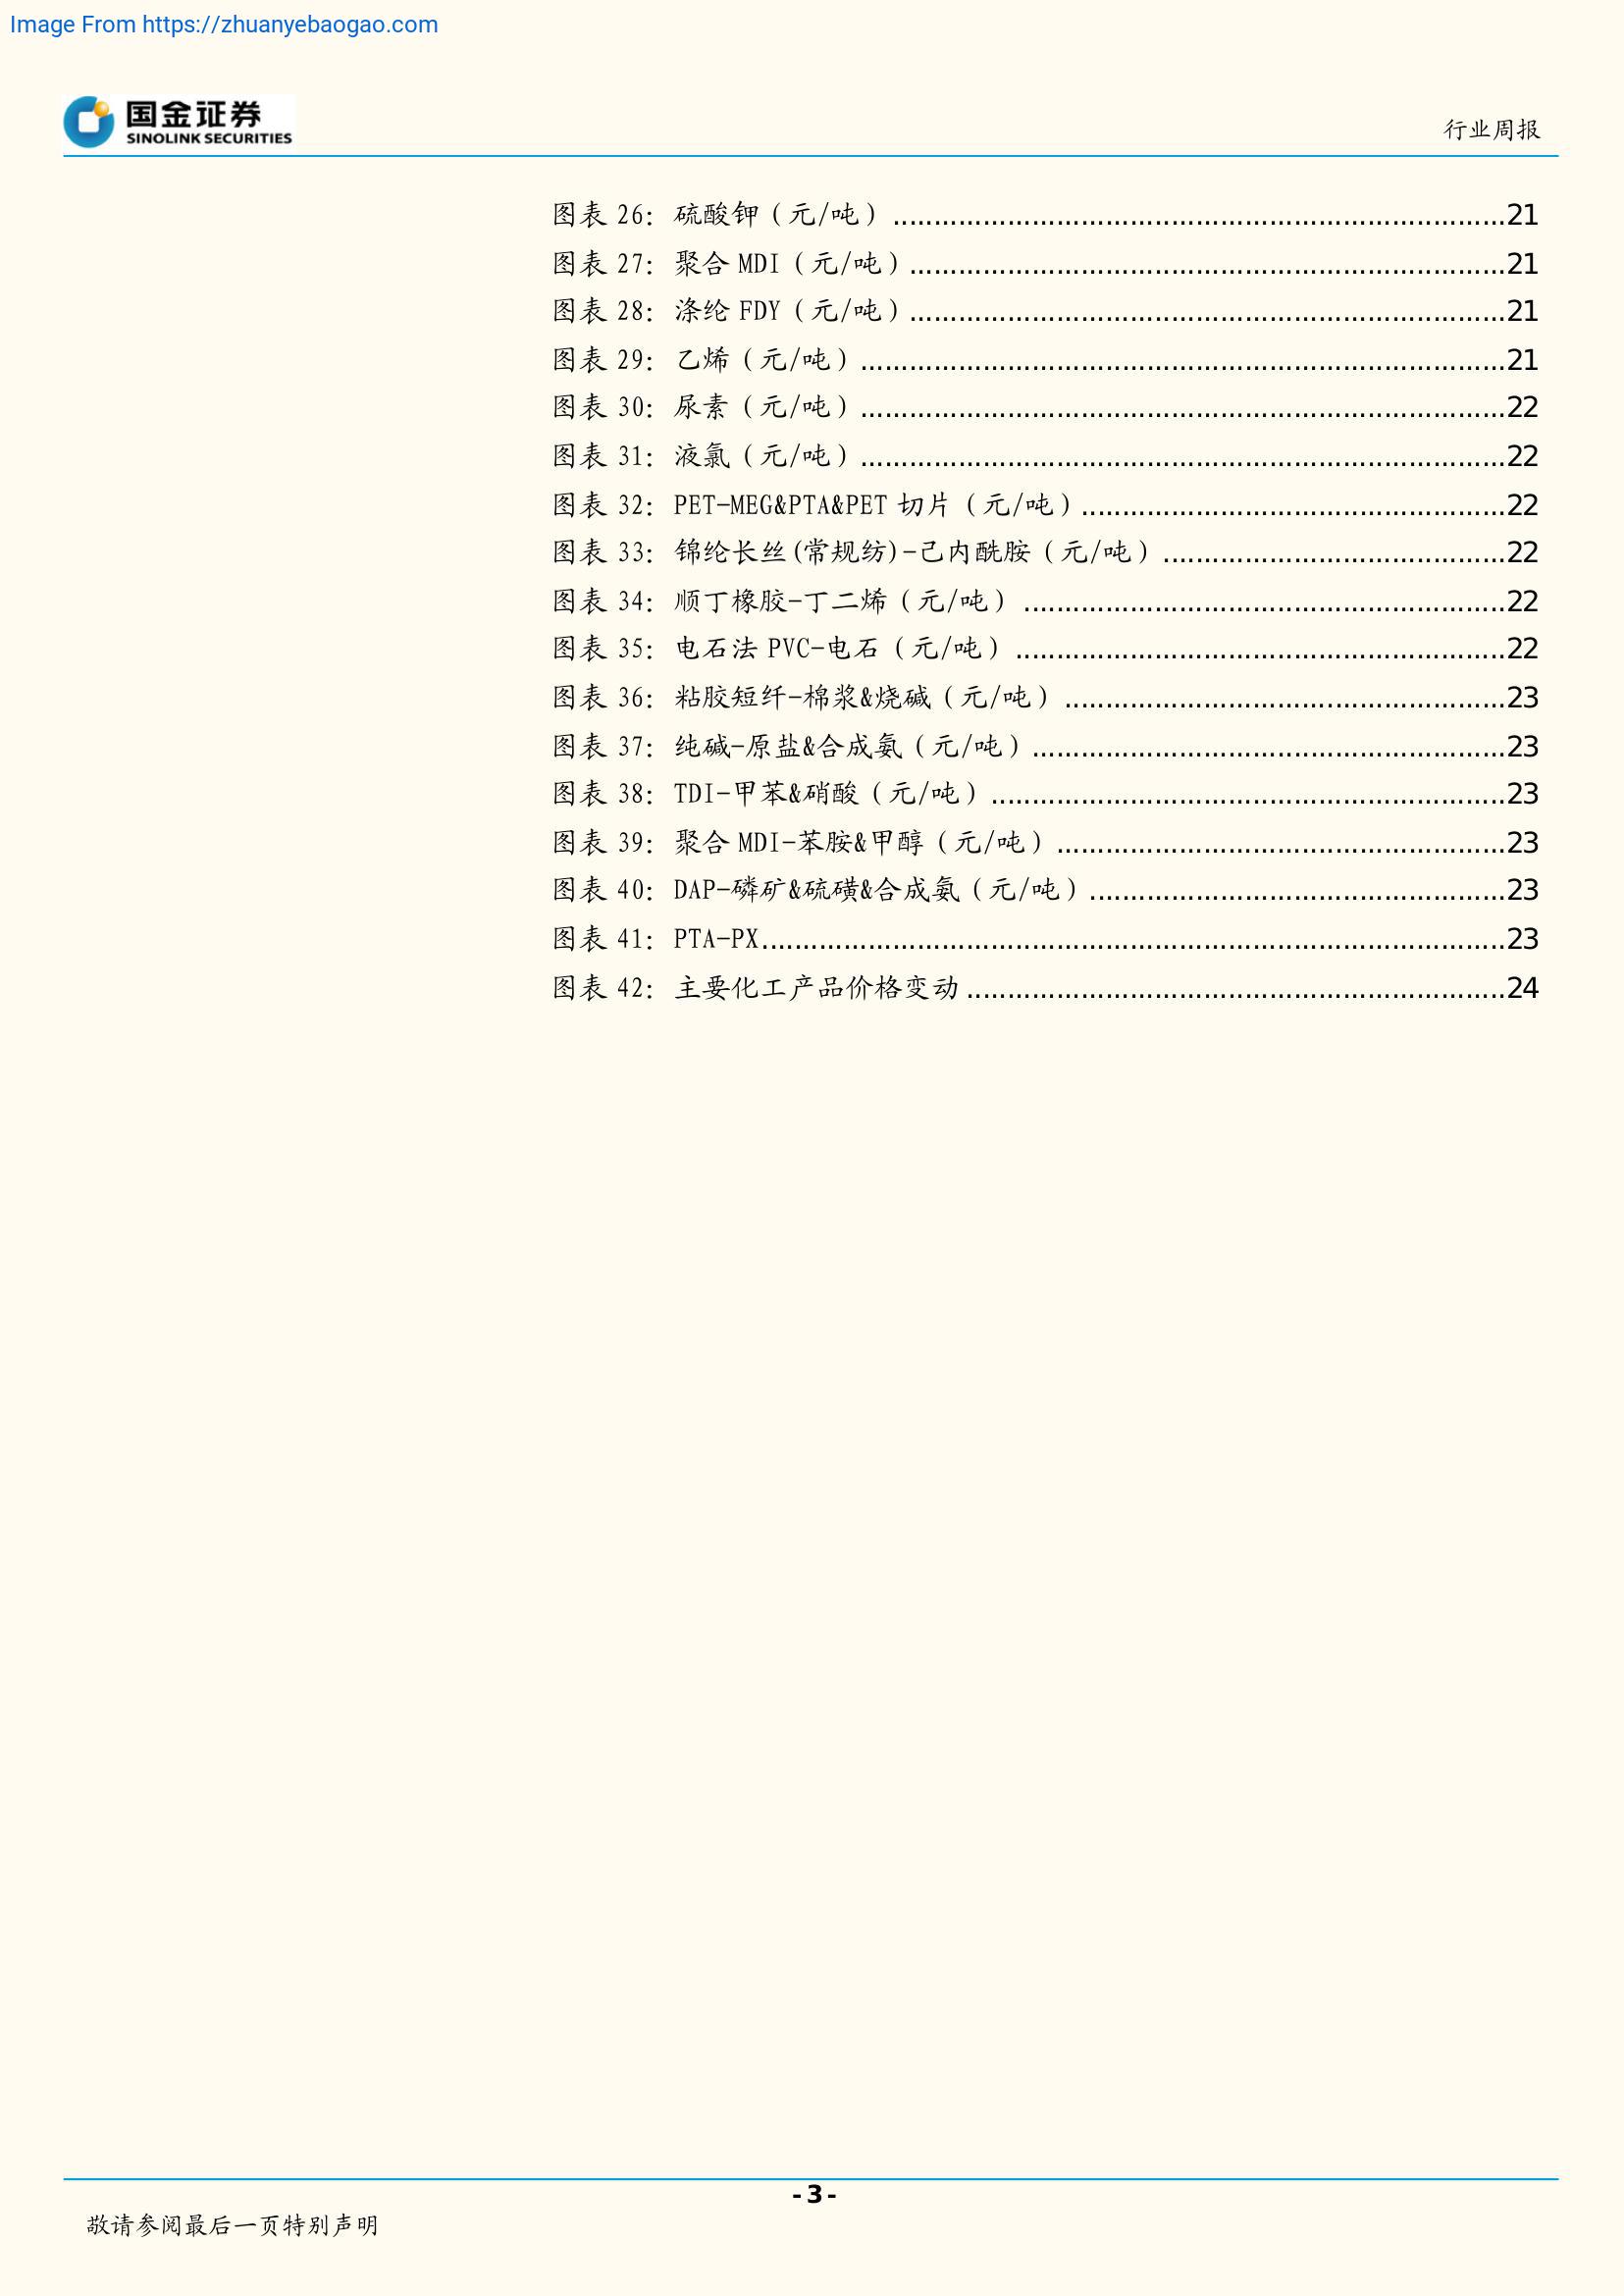 Image From https://zhuanyebaogao.com
国金证券
SINOLINK SECURITIES
行业周报
图表 26：硫酸钾（元/吨）...........................................................................21
图表 27：聚合 MDI（元/吨）.........................................................................21
图表 28：涤纶 FDY（元/吨）.........................................................................21
图表 29：乙烯（元/吨）...............................................................................21
图表 30：尿素（元/吨）...............................................................................22
图表 31：液氯（元/吨）...............................................................................22
图表 32：PET-MEG&PTA&PET 切片（元/吨）....................................................22
图表 33：锦纶长丝(常规纺)-己内酰胺（元/吨）..........................................22
图表 34：顺丁橡胶-丁二烯（元/吨）...........................................................22
图表 35：电石法 PVC-电石（元/吨）............................................................22
图表 36：粘胶短纤-棉浆&烧碱（元/吨）......................................................23
图表 37：纯碱-原盐&合成氨（元/吨）..........................................................23
图表 38：TDI-甲苯&硝酸（元/吨）...............................................................23
图表 39：聚合 MDI-苯胺&甲醇（元/吨）.......................................................23
图表 40：DAP-磷矿&硫磺&合成氨（元/吨）...................................................23
图表 41：PTA-PX...........................................................................................23
图表 42：主要化工产品价格变动..................................................................24
- 3 -
敬请参阅最后一页特别声明